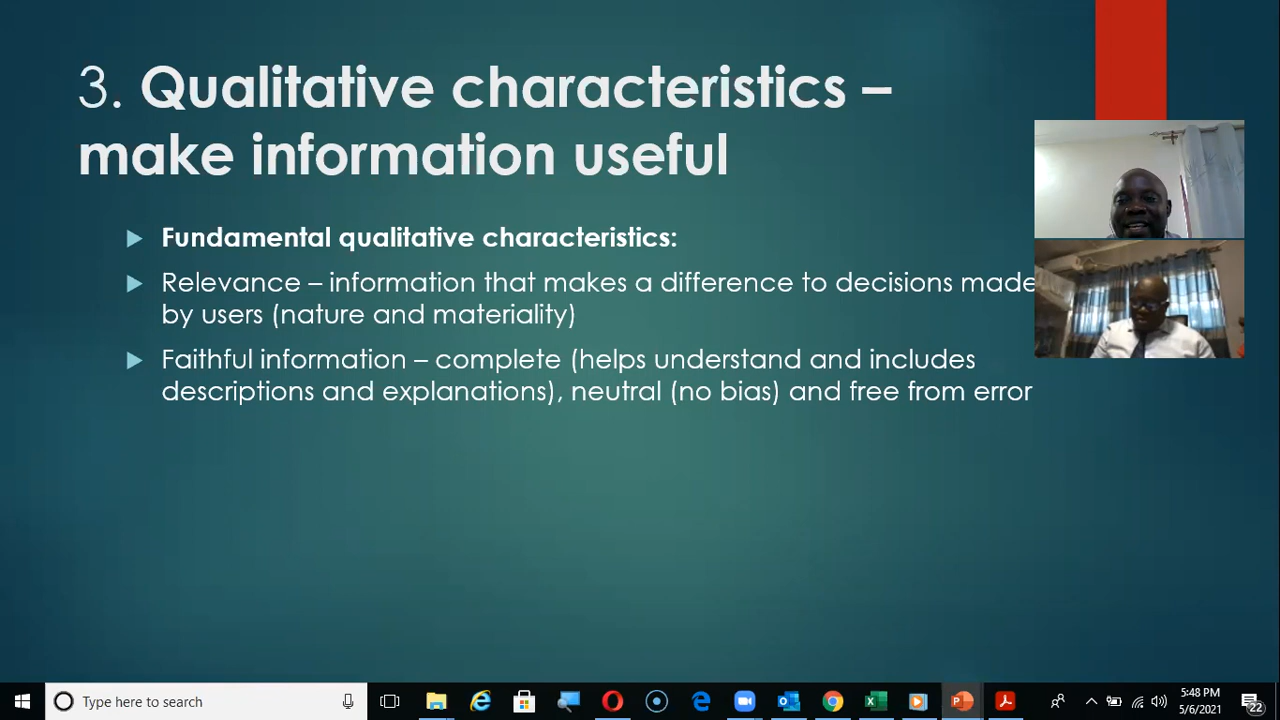 3. Qualitative characteristics –
make information useful
Fundamental qualitative characteristics:
Relevance – information that makes a difference to decisions made
by users (nature and materiality)
Faithful information – complete (helps understand and includes
descriptions and explanations), neutral (no bias) and free from error
Type here to search
5:48 PM
5/6/2021
22